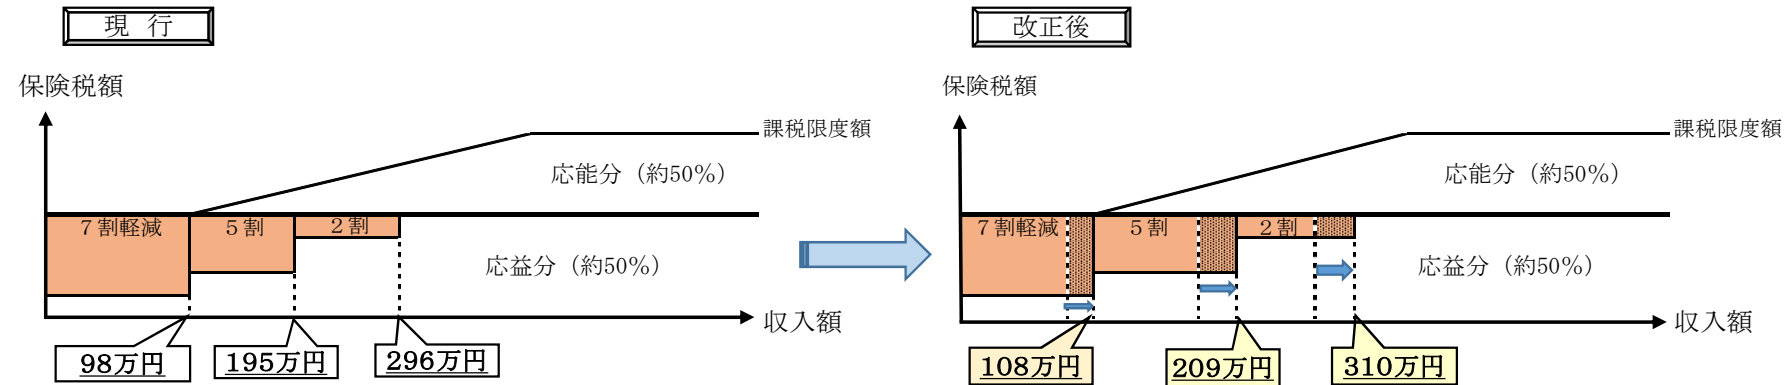 現 行
保険税額
課税限度額
応能分（約50％）
７割軽減
５割
２割
応益分（約50％）
収入額
98万円
195万円
296万円
改正後
保険税額
課税限度額
応能分（約50％）
７割軽減
５割
２割
応益分（約50％）
収入額
108万円
209万円
310万円